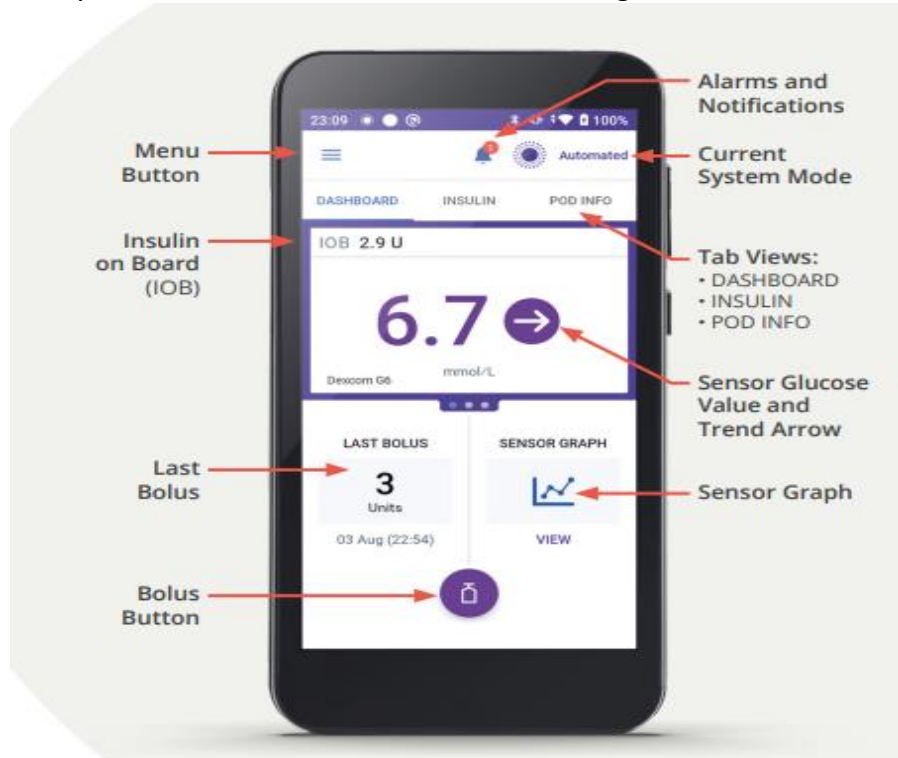 Alarms and
Notifications
23:09
100%
Menu
Button
Automated
Current
System Mode
DASHBOARD INSULIN POD INFO
Insulin
on Board
(IOB)
IOB 2.9 U
Tab Views:
• DASHBOARD
• INSULIN
• POD INFO
6.7
mmol/L
Dexcom G6
Sensor Glucose
Value and
Trend Arrow
LAST BOLUS
SENSOR GRAPH
Last
Bolus
3
Units
Sensor Graph
03 Aug (22:54)
VIEW
Bolus
Button